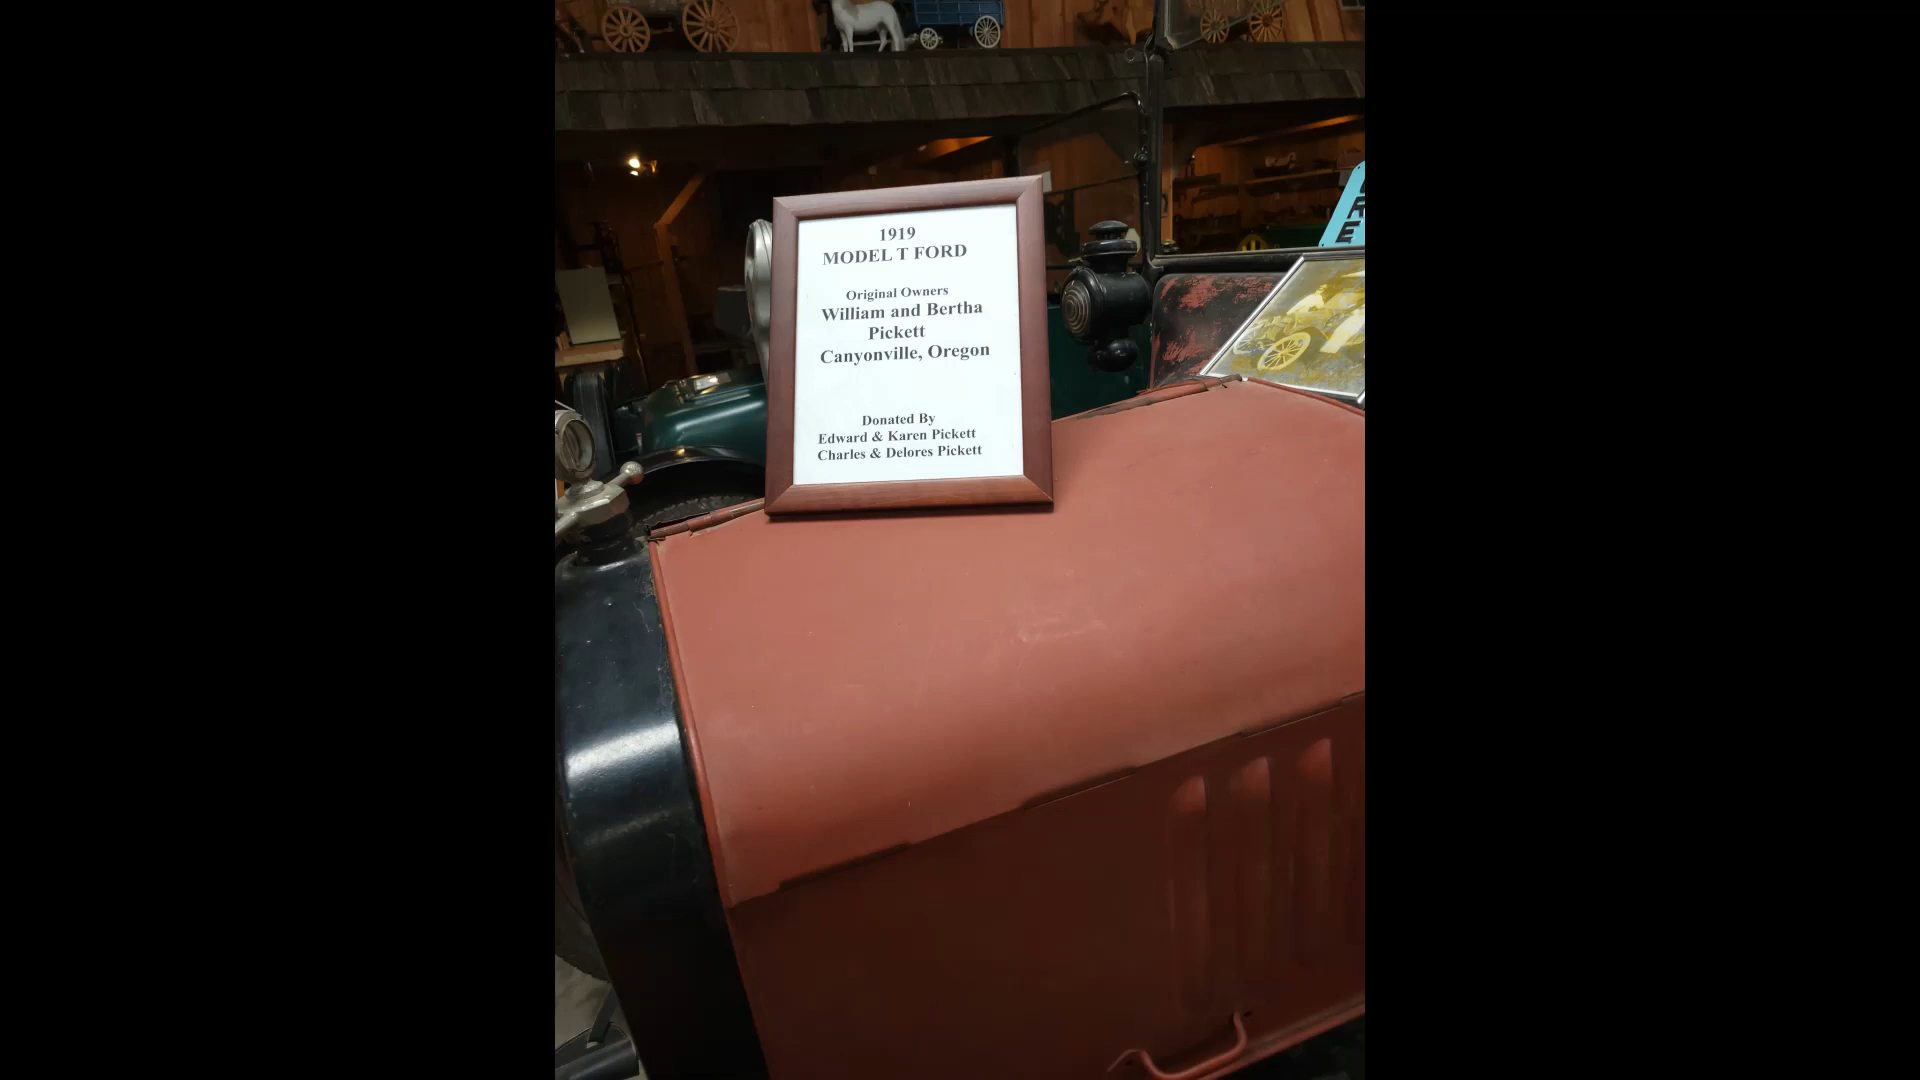 1919
MODEL T FORD
Original Owners
William and Bertha
Pickett
Canyonville, Oregon
Donated By
Edward & Karen Pickett
Charles & Delores Pickett